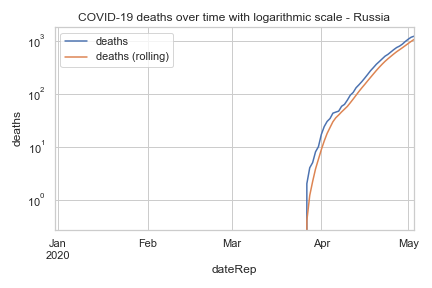 COVID-19 deaths over time with logarithmic scale - Russia
deaths
deaths (rolling)
10³
10²
10¹
10⁰
deaths
Jan Feb Mar Apr May
2020
dateRep